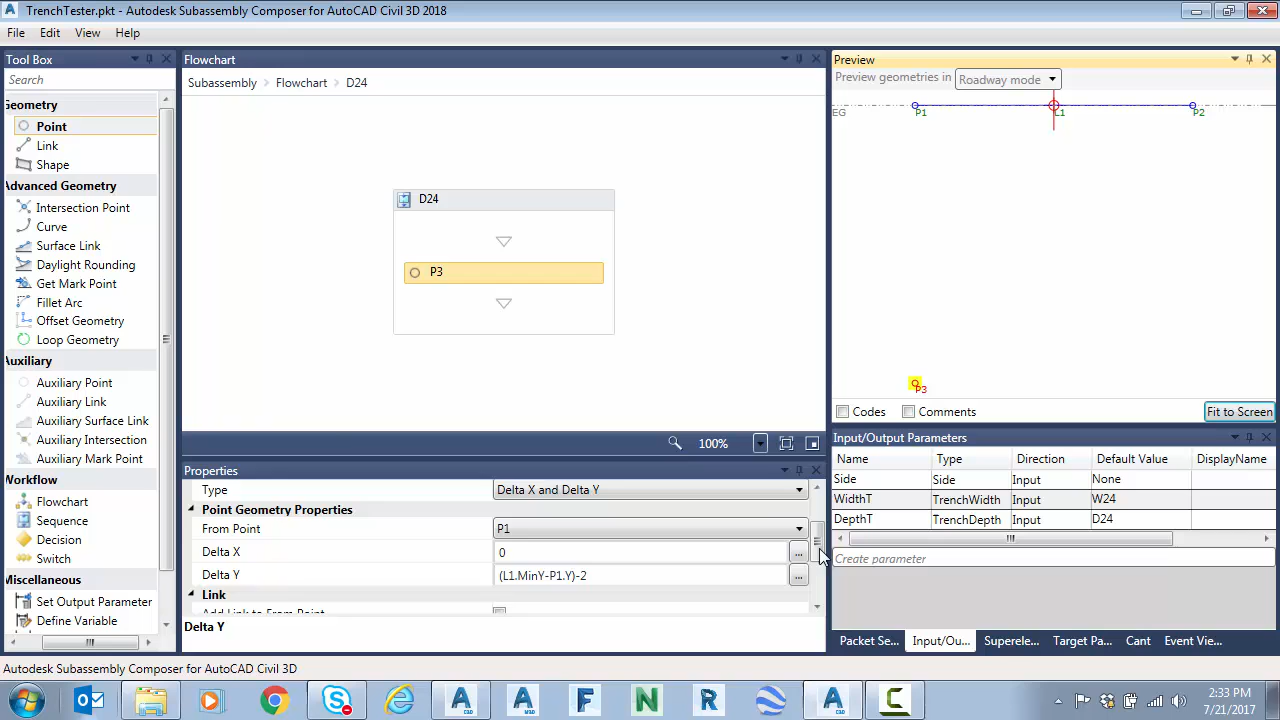 TrenchTester.pkt - Autodesk Subassembly Composer for AutoCAD Civil 3D 2018
File Edit View Help
Tool Box
Search
Geometry
Point
Link
Shape
Advanced Geometry
Intersection Point
Curve
Surface Link
Daylight Rounding
Get Mark Point
Fillet Arc
Offset Geometry
Loop Geometry
Auxiliary
Auxiliary Point
Auxiliary Link
Auxiliary Surface Link
Auxiliary Intersection
Auxiliary Mark Point
Workflow
Flowchart
Sequence
Decision
Switch
Miscellaneous
Set Output Parameter
Define Variable
Flowchart
Subassembly Flowchart D24
D24
P3
100%
Properties
Type Delta X and Delta Y
Point Geometry Properties
From Point P1
Delta X 0 ...
Delta Y (L1.MinY-P1.Y)-2 ...
Link
Add Link to From Point
Delta Y
Preview
Preview geometries in Roadway mode
EG P1 L1 P2
P3
Codes Comments Fit to Screen
Input/Output Parameters
Name Type Direction Default Value DisplayName
Side Side Input None
WidthT TrenchWidth Input W24
DepthT TrenchDepth Input D24
Create parameter
Packet Se... Input/Ou... Superele... Target Pa... Cant Event Vie...
Autodesk Subassembly Composer for AutoCAD Civil 3D
2:33 PM
7/21/2017